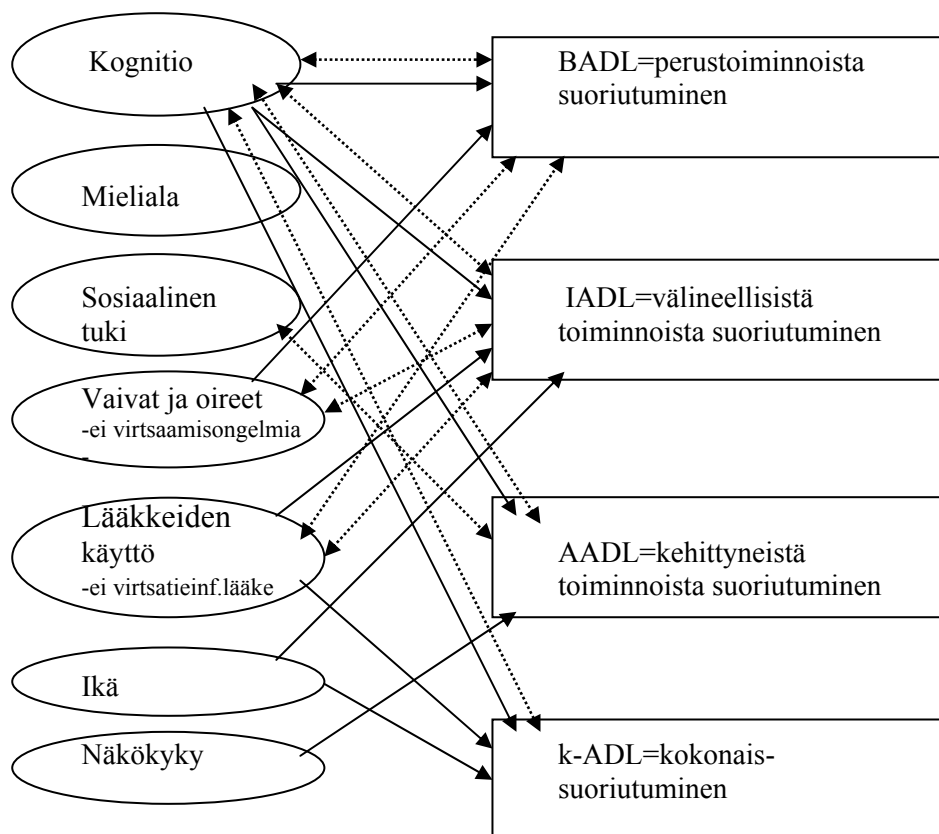 Kognitio
Mieliala
Sosiaalinen
tuki
Vaivat ja oireet
-ei virtsaamisongelmia
-
Lääkkeiden
käyttö
-ei virtsatieinf.lääke
Ikä
Näkökyky
BADL=perustoiminnoista
suoriutuminen
IADL=välineellisistä
toiminnoista suoriutuminen
AADL=kehittyneistä
toiminnoista suoriutuminen
k-ADL=kokonais-
suoriutuminen